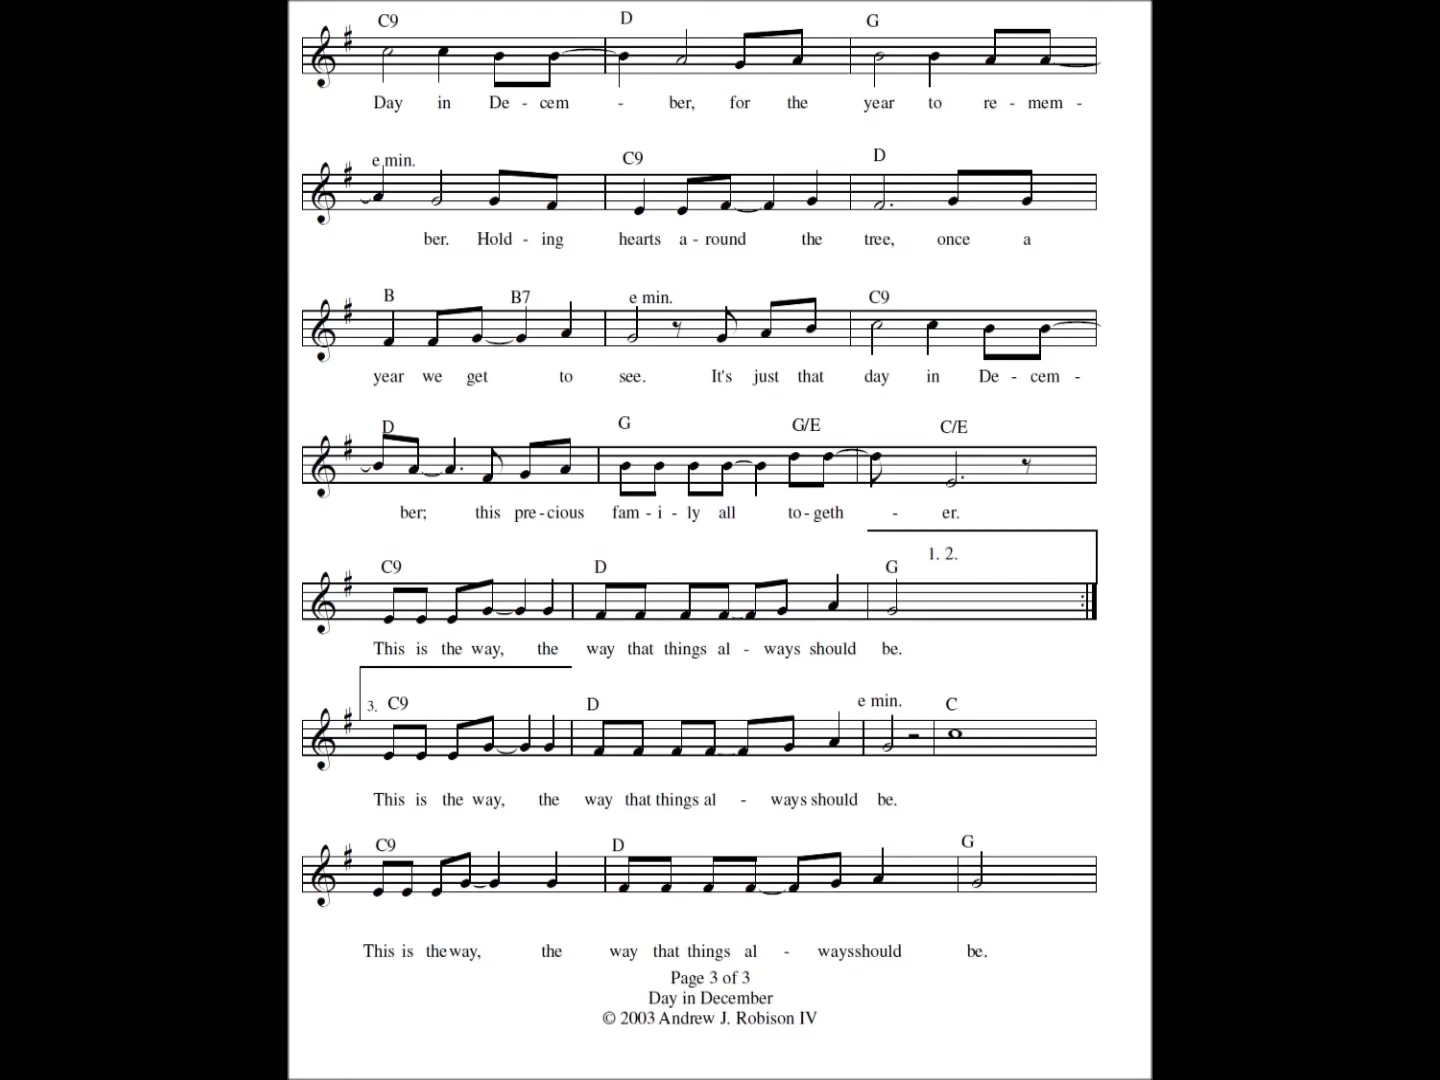 C9 D G
Day in De - cem - ber, for the year to re - mem -
e min. C9 D
ber. Hold - ing hearts a - round the tree, once a
B B7 e min. C9
year we get to see. It's just that day in De - cem -
D G G/E C/E
ber; this pre - cious fam - i - ly all to - geth - er.
1. 2.
C9 D G
This is the way, the way that things al - ways should be.
3. C9 D e min. C
This is the way, the way that things al - ways should be.
C9 D G
This is the way, the way that things al - ways should be.
Page 3 of 3
Day in December
© 2003 Andrew J. Robison IV